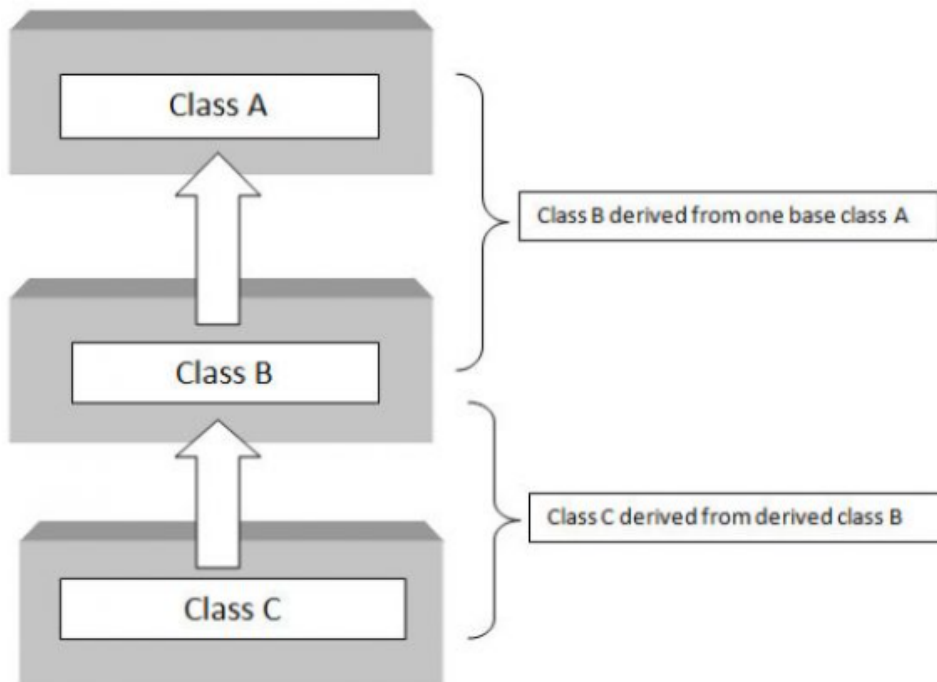 Class A
Class B derived from one base class A
Class B
Class C derived from derived class B
Class C